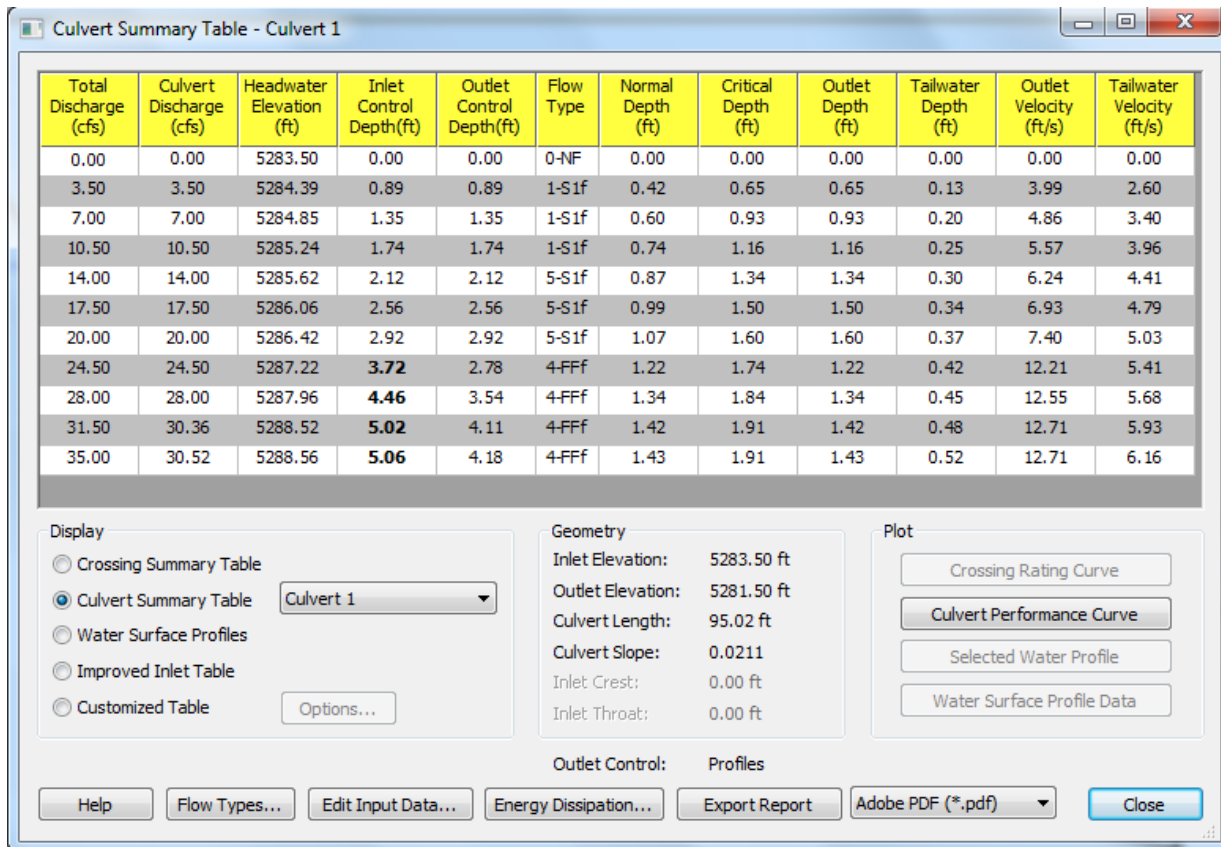 Culvert Summary Table - Culvert 1
Total Discharge (cfs) Culvert Discharge (cfs) Headwater Elevation (ft) Inlet Control Depth(ft) Outlet Control Depth(ft) Flow Type Normal Depth (ft) Critical Depth (ft) Outlet Depth (ft) Tailwater Depth (ft) Outlet Velocity (ft/s) Tailwater Velocity (ft/s)
0.00 0.00 5283.50 0.00 0.00 0-NF 0.00 0.00 0.00 0.00 0.00 0.00
3.50 3.50 5284.39 0.89 0.89 1-S1f 0.42 0.65 0.65 0.13 3.99 2.60
7.00 7.00 5284.85 1.35 1.35 1-S1f 0.60 0.93 0.93 0.20 4.86 3.40
10.50 10.50 5285.24 1.74 1.74 1-S1f 0.74 1.16 1.16 0.25 5.57 3.96
14.00 14.00 5285.62 2.12 2.12 5-S1f 0.87 1.34 1.34 0.30 6.24 4.41
17.50 17.50 5286.06 2.56 2.56 5-S1f 0.99 1.50 1.50 0.34 6.93 4.79
20.00 20.00 5286.42 2.92 2.92 5-S1f 1.07 1.60 1.60 0.37 7.40 5.03
24.50 24.50 5287.22 3.72 2.78 4-FFf 1.22 1.74 1.22 0.42 12.21 5.41
28.00 28.00 5287.96 4.46 3.54 4-FFf 1.34 1.84 1.34 0.45 12.55 5.68
31.50 30.36 5288.52 5.02 4.11 4-FFf 1.42 1.91 1.42 0.48 12.71 5.93
35.00 30.52 5288.56 5.06 4.18 4-FFf 1.43 1.91 1.43 0.52 12.71 6.16
Display
Crossing Summary Table
Culvert Summary Table Culvert 1
Water Surface Profiles
Improved Inlet Table
Customized Table Options...
Geometry
Inlet Elevation: 5283.50 ft
Outlet Elevation: 5281.50 ft
Culvert Length: 95.02 ft
Culvert Slope: 0.0211
Inlet Crest: 0.00 ft
Inlet Throat: 0.00 ft
Outlet Control: Profiles
Plot
Crossing Rating Curve
Culvert Performance Curve
Selected Water Profile
Water Surface Profile Data
Help Flow Types... Edit Input Data... Energy Dissipation... Export Report Adobe PDF (*.pdf) Close